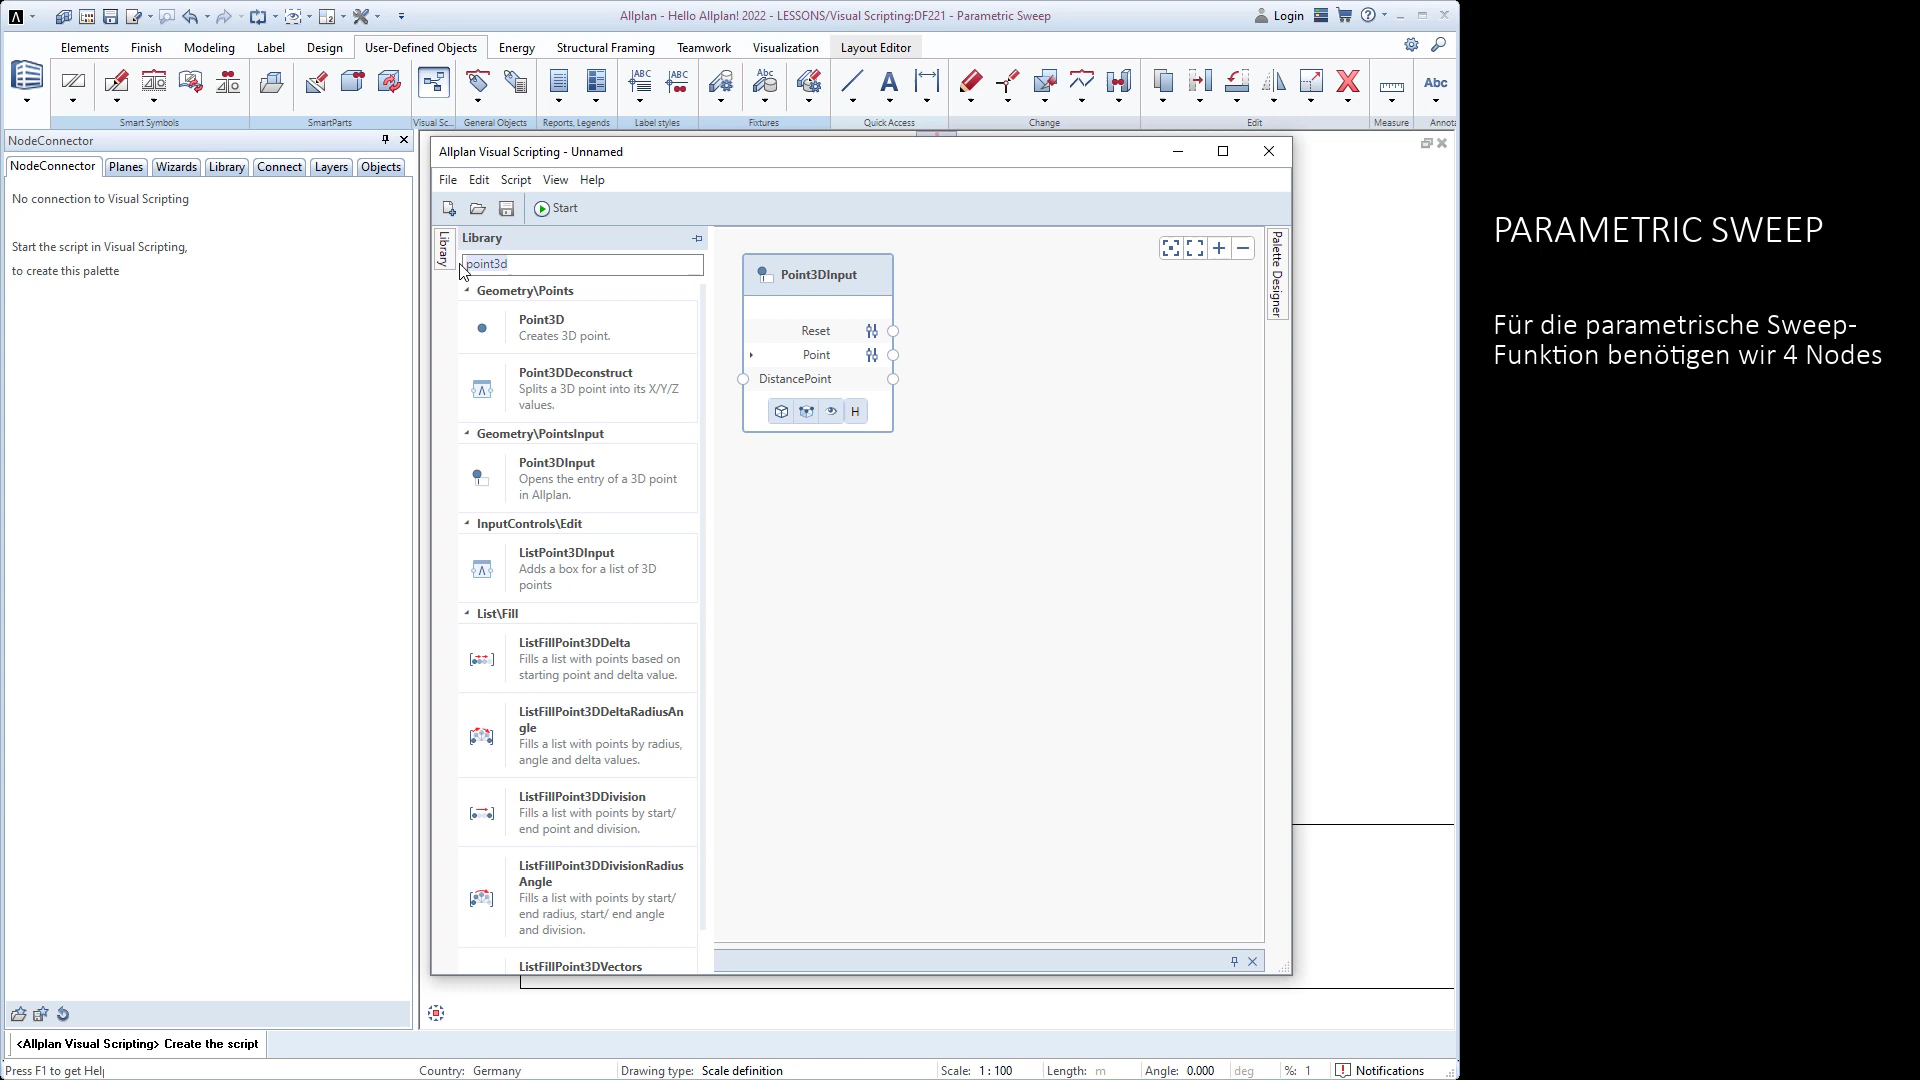 Allplan - Hello Allplan! 2022 - LESSONS/Visual Scripting:DF221 - Parametric Sweep
Login
Elements Finish Modeling Label Design User-Defined Objects Energy Structural Framing Teamwork Visualization Layout Editor
ABC ABC Abc A Abc
Smart Symbols SmartParts Visual Sc... General Objects Reports, Legends Label styles Fixtures Quick Access Change Edit Measure Annota
NodeConnector
NodeConnector Planes Wizards Library Connect Layers Objects
No connection to Visual Scripting
Start the script in Visual Scripting,
to create this palette
Allplan Visual Scripting - Unnamed
File Edit Script View Help
Start
Library
Library
point3d
Geometry\Points
Point3D
Creates 3D point.
Point3DDeconstruct
Splits a 3D point into its X/Y/Z
values.
Geometry\PointsInput
Point3DInput
Opens the entry of a 3D point
in Allplan.
InputControls\Edit
ListPoint3DInput
Adds a box for a list of 3D
points
List\Fill
ListFillPoint3DDelta
Fills a list with points based on
starting point and delta value.
ListFillPoint3DDeltaRadiusAn
gle
Fills a list with points by radius,
angle and delta values.
ListFillPoint3DDivision
Fills a list with points by start/
end point and division.
ListFillPoint3DDivisionRadius
Angle
Fills a list with points by start/
end radius, start/ end angle
and division.
ListFillPoint3DVectors
Point3DInput
Reset
Point
DistancePoint
H
Palette Designer
<Allplan Visual Scripting> Create the script
Press F1 to get Hel
Country: Germany
Drawing type: Scale definition
Scale: 1 : 100
Length: m
Angle: 0.000 deg
%: 1
Notifications
PARAMETRIC SWEEP
Für die parametrische Sweep-
Funktion benötigen wir 4 Nodes